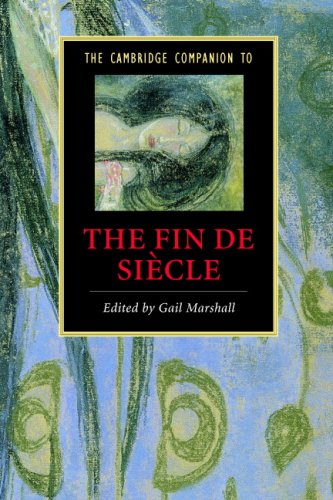 THE CAMBRIDGE COMPANION TO
THE FIN DE
SIÈCLE
Edited by Gail Marshall